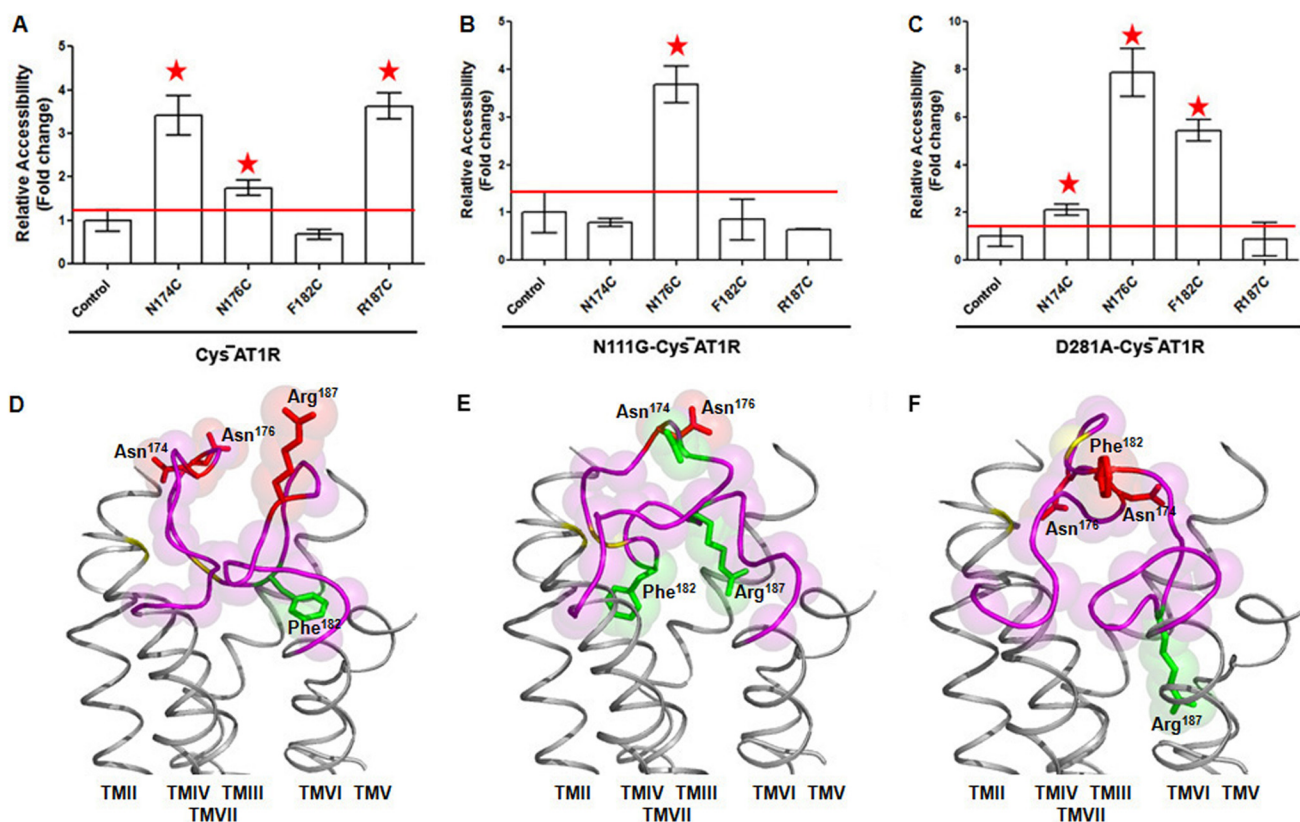 A
Relative Accessibility
(Fold change)
5
4
3
2
1
0
Control
N174C
N176C
F182C
R187C
Cys⁻AT1R
B
Relative Accessibility
(Fold change)
5
4
3
2
1
0
Control
N174C
N176C
F182C
R187C
N111G-Cys⁻AT1R
C
Relative Accessibility
(Fold change)
10
8
6
4
2
0
Control
N174C
N176C
F182C
R187C
D281A-Cys⁻AT1R
D
Arg¹⁸⁷
Asn¹⁷⁴
Asn¹⁷⁶
Phe¹⁸²
TMII TMIV TMIII TMVI TMV
TMVII
E
Asn¹⁷⁴
Asn¹⁷⁶
Phe¹⁸²
Arg¹⁸⁷
TMII TMIV TMIII TMVI TMV
TMVII
F
Phe¹⁸²
Asn¹⁷⁶
Asn¹⁷⁴
Arg¹⁸⁷
TMII TMIV TMIII TMVI TMV
TMVII